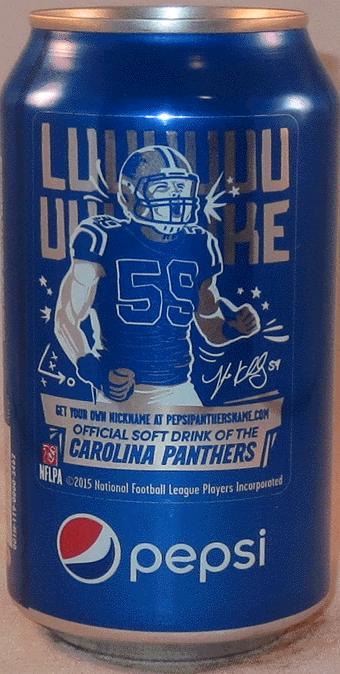 LUUUUUU
UUUUKE
59
59
GET YOUR OWN NICKNAME AT PEPSIPANTHERSNAME.COM
OFFICIAL SOFT DRINK OF THE
CAROLINA PANTHERS
NFLPA ©2015 National Football League Players Incorporated
pepsi